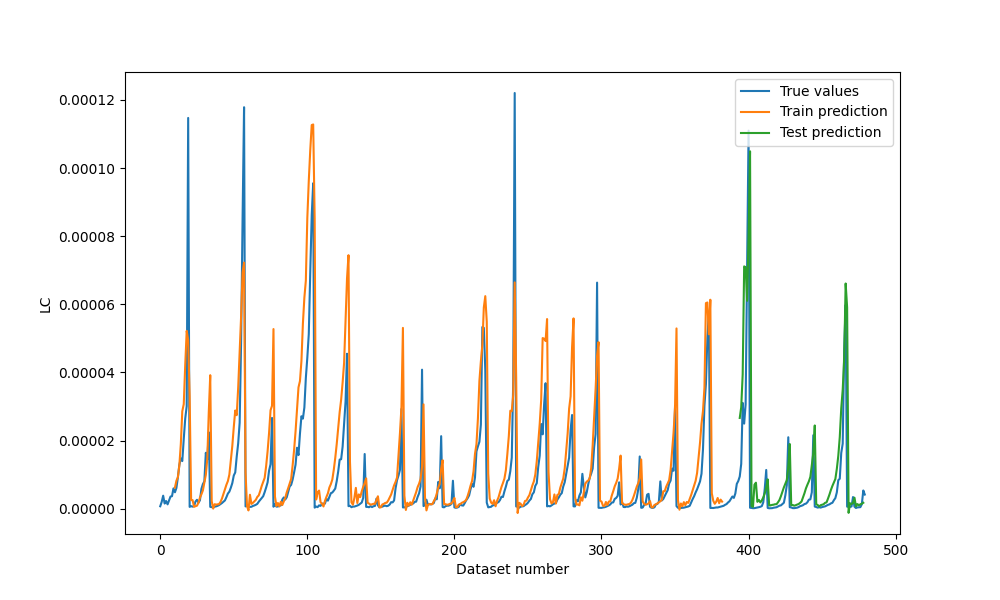 True values
Train prediction
Test prediction
0.00012
0.00010
0.00008
0.00006
0.00004
0.00002
0.00000
LC
0 100 200 300 400 500
Dataset number